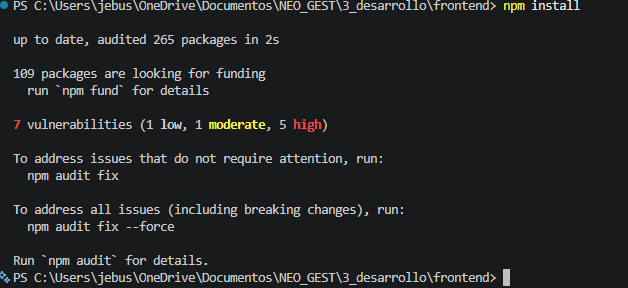 PS C:\Users\jebus\OneDrive\Documentos\NEO_GEST\3_desarrollo\frontend> npm install
up to date, audited 265 packages in 2s
109 packages are looking for funding
  run `npm fund` for details
7 vulnerabilities (1 low, 1 moderate, 5 high)
To address issues that do not require attention, run:
  npm audit fix
To address all issues (including breaking changes), run:
  npm audit fix --force
Run `npm audit` for details.
PS C:\Users\jebus\OneDrive\Documentos\NEO_GEST\3_desarrollo\frontend>